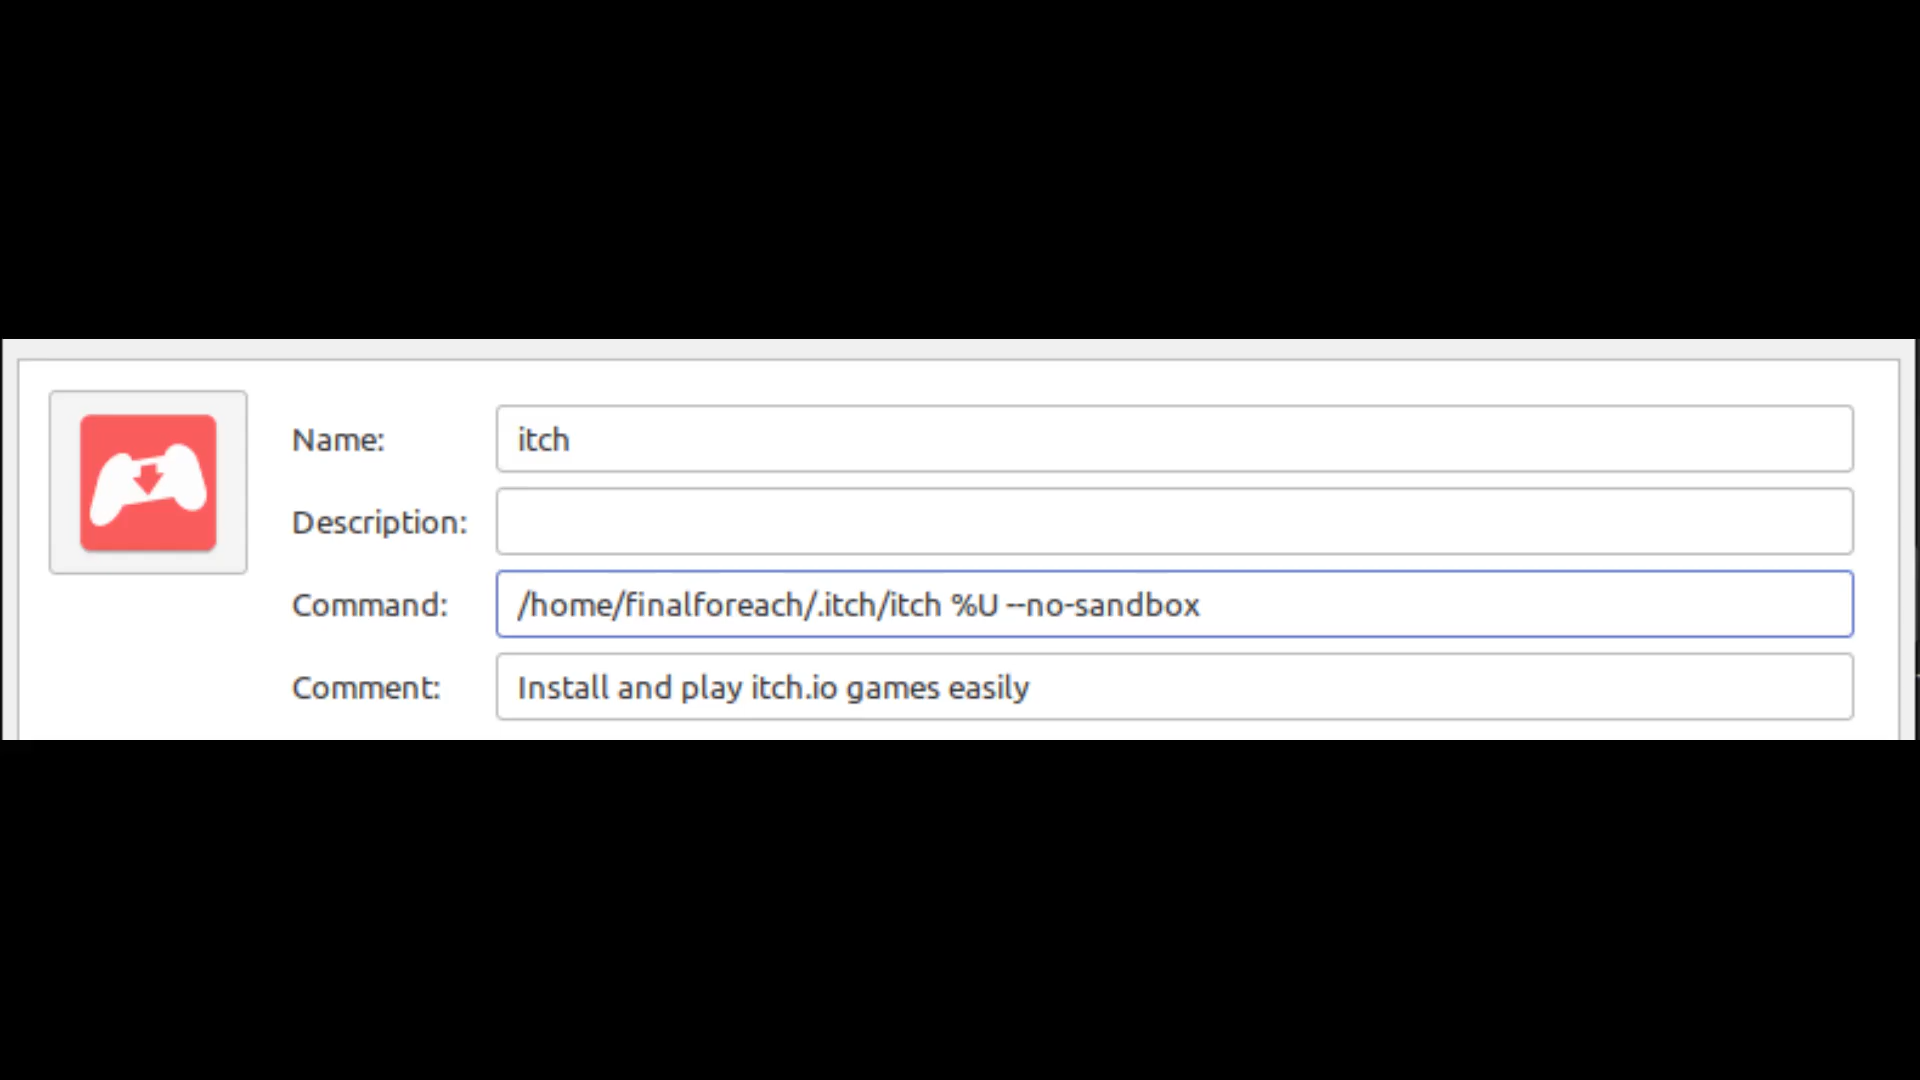 Name: itch
Description:
Command: /home/finalforeach/.itch/itch %U --no-sandbox
Comment: Install and play itch.io games easily